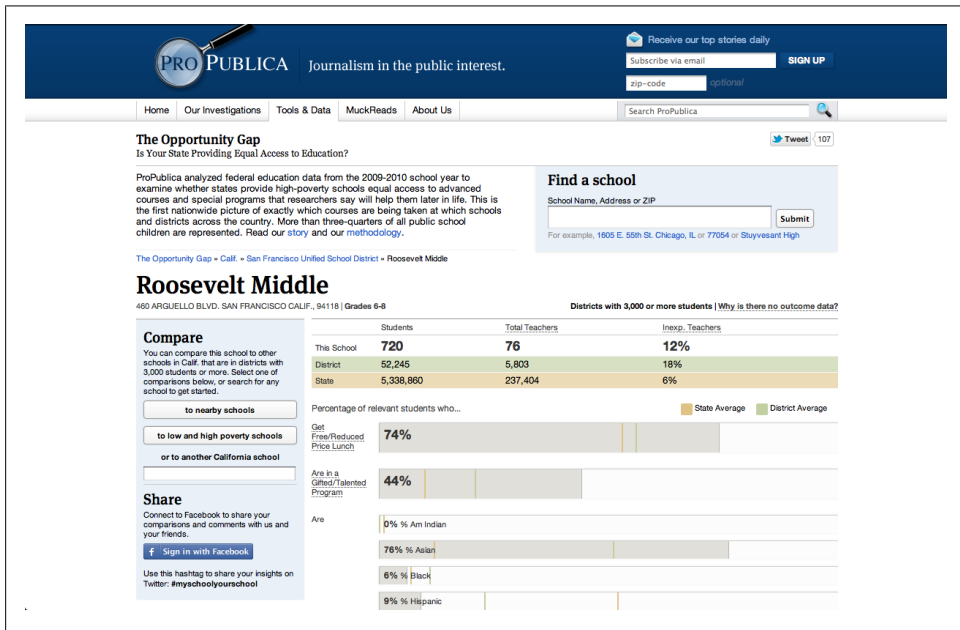 PROPUBLICA Journalism in the public interest.
Receive our top stories daily
Subscribe via email SIGN UP
zip-code optional
Home Our Investigations Tools & Data MuckReads About Us
Search ProPublica
The Opportunity Gap
Is Your State Providing Equal Access to Education?
Tweet 107
ProPublica analyzed federal education data from the 2009-2010 school year to
examine whether states provide high-poverty schools equal access to advanced
courses and special programs that researchers say will help them later in life. This is
the first nationwide picture of exactly which courses are being taken at which schools
and districts across the country. More than three-quarters of all public school
children are represented. Read our story and our methodology.
Find a school
School Name, Address or ZIP
Submit
For example, 1605 E. 55th St. Chicago, IL or 77054 or Stuyvesant High
The Opportunity Gap » Calif. » San Francisco Unified School District » Roosevelt Middle
Roosevelt Middle
460 ARGUELLO BLVD. SAN FRANCISCO CALIF., 94118 | Grades 6-8
Districts with 3,000 or more students | Why is there no outcome data?
Compare
You can compare this school to other
schools in Calif. that are in districts with
3,000 students or more. Select one of
comparisons below, or search for any
school to get started.
to nearby schools
to low and high poverty schools
or to another California school
Share
Connect to Facebook to share your
comparisons and comments with us and
your friends.
f Sign in with Facebook
Use this hashtag to share your insights on
Twitter: #myschoolyourschool
Students Total Teachers Inexp. Teachers
This School 720 76 12%
District 52,245 5,803 18%
State 5,338,860 237,404 6%
Percentage of relevant students who...
State Average District Average
Get
Free/Reduced
Price Lunch
74%
Are in a
Gifted/Talented
Program
44%
Are
0% % Am Indian
76% % Asian
6% % Black
9% % Hispanic